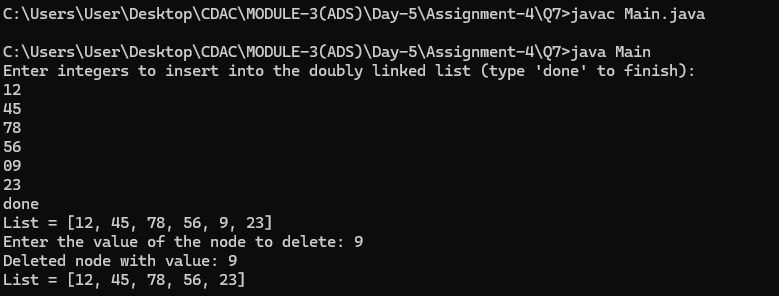 C:\Users\User\Desktop\CDAC\MODULE-3(ADS)\Day-5\Assignment-4\Q7>javac Main.java
C:\Users\User\Desktop\CDAC\MODULE-3(ADS)\Day-5\Assignment-4\Q7>java Main
Enter integers to insert into the doubly linked list (type 'done' to finish):
12
45
78
56
09
23
done
List = [12, 45, 78, 56, 9, 23]
Enter the value of the node to delete: 9
Deleted node with value: 9
List = [12, 45, 78, 56, 23]